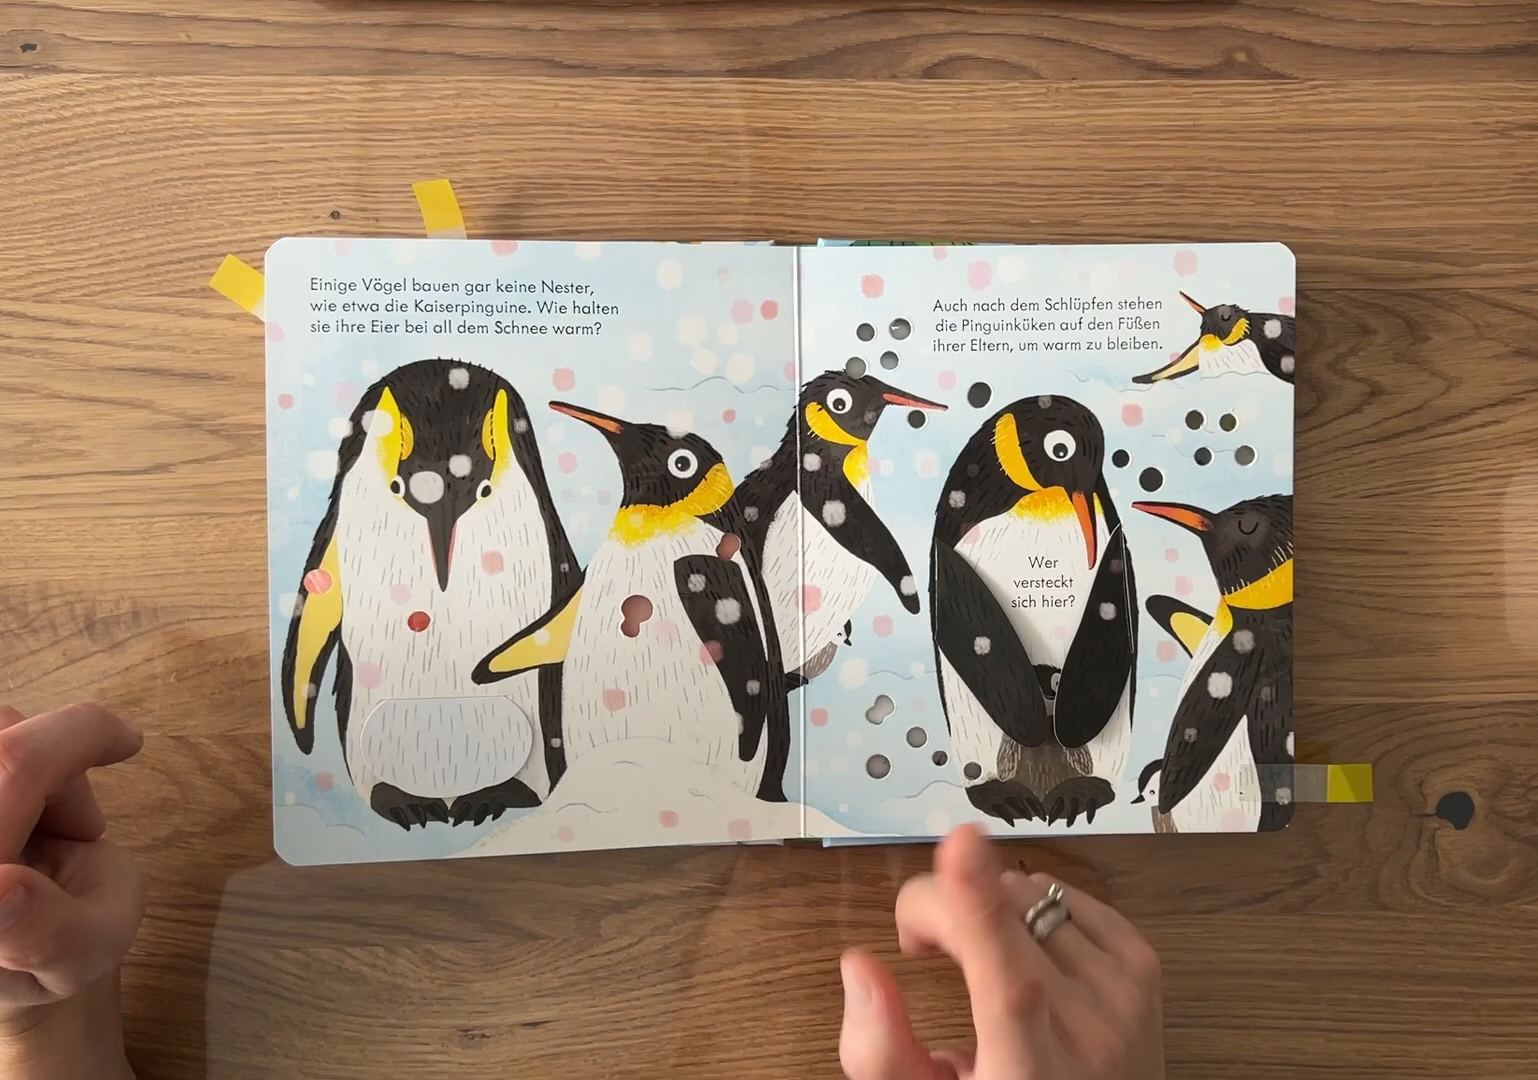 Einige Vögel bauen gar keine Nester,
wie etwa die Kaiserpinguine. Wie halten
sie ihre Eier bei all dem Schnee warm?
Auch nach dem Schlüpfen stehen
die Pinguinküken auf den Füßen
ihrer Eltern, um warm zu bleiben.
Wer
versteckt
sich hier?